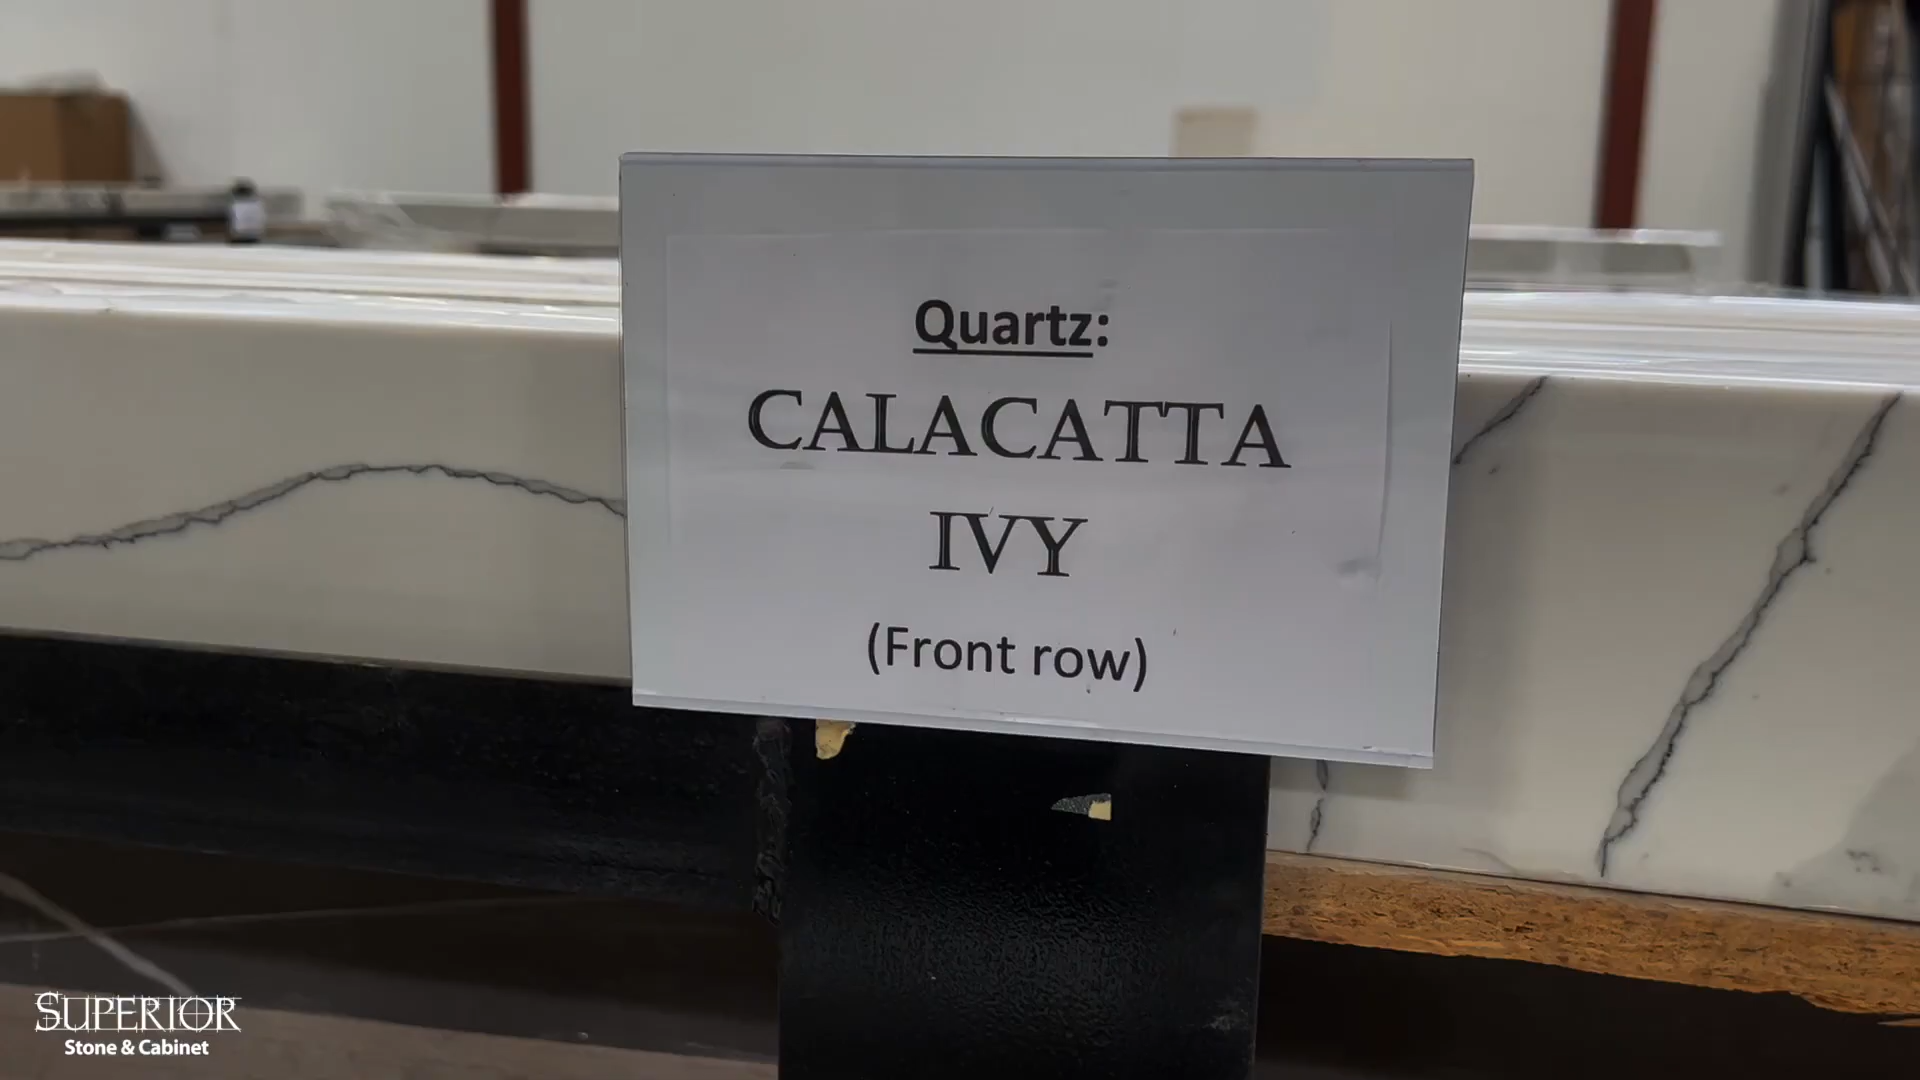 Quartz:
CALACATTA
IVY
(Front row)
SUPERIOR
Stone & Cabinet